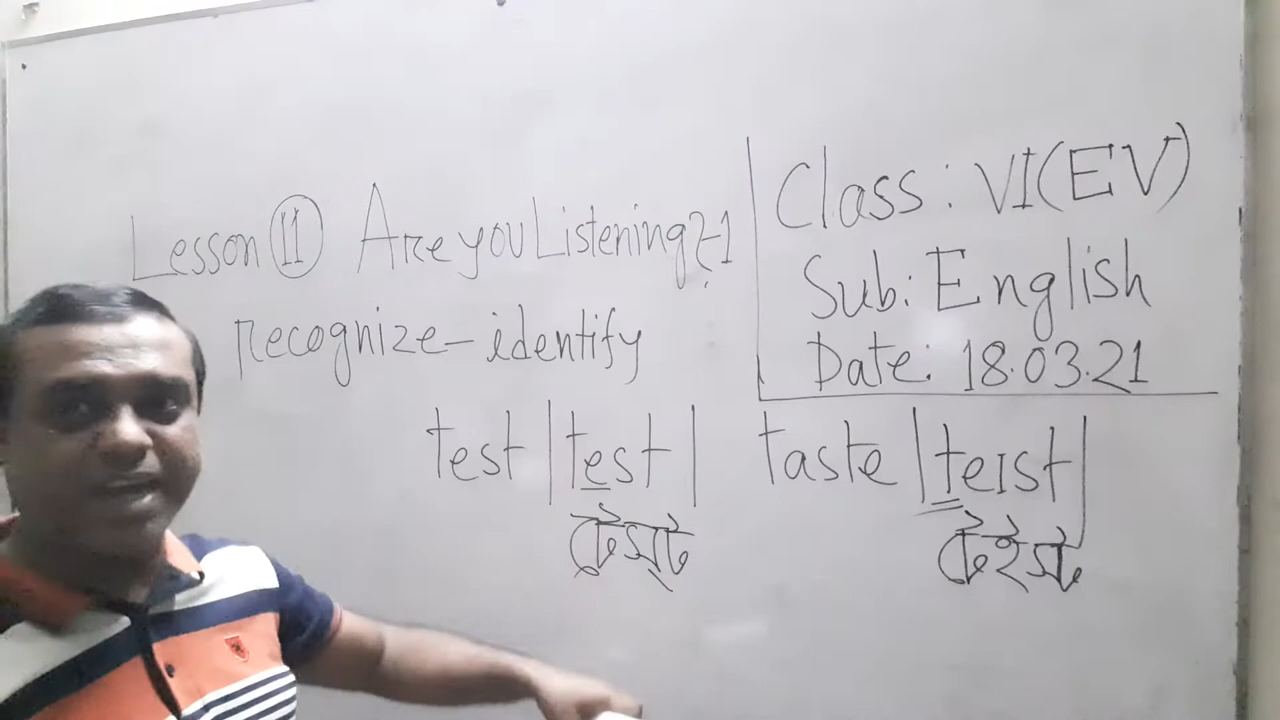 Lesson 11 Are you Listening?-1
recognize - identify
Class: VI(EV)
Sub: English
Date: 18.03.21
test |test| taste |teIst|
টেস্ট টেইস্ট